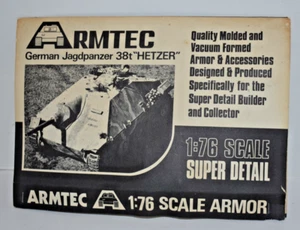 ARMTEC
German Jagdpanzer 38t "HETZER"
Quality Molded and
Vacuum Formed
Armor & Accessories
Designed & Produced
Specifically for the
Super Detail Builder
and Collector
1:76 SCALE
SUPER DETAIL
ARMTEC 1:76 SCALE ARMOR